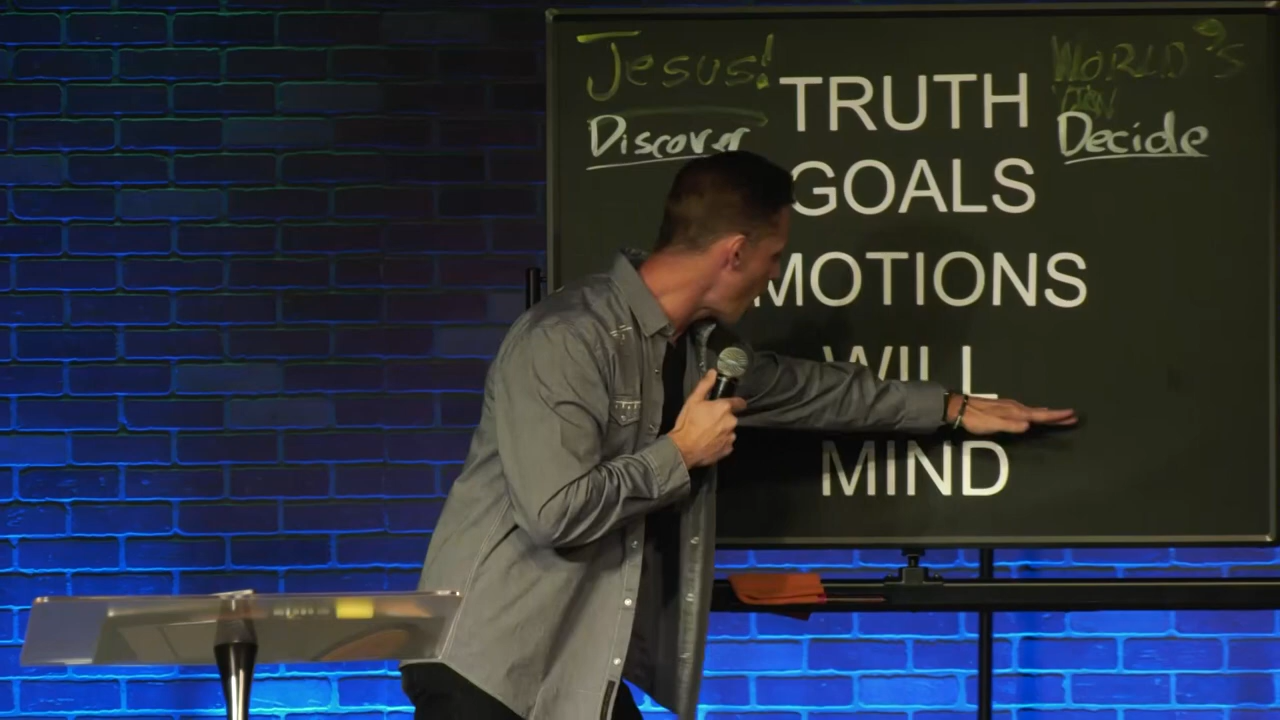 Jesus! TRUTH WORLD's
Discover Decide
GOALS
MOTIONS
WILL
MIND